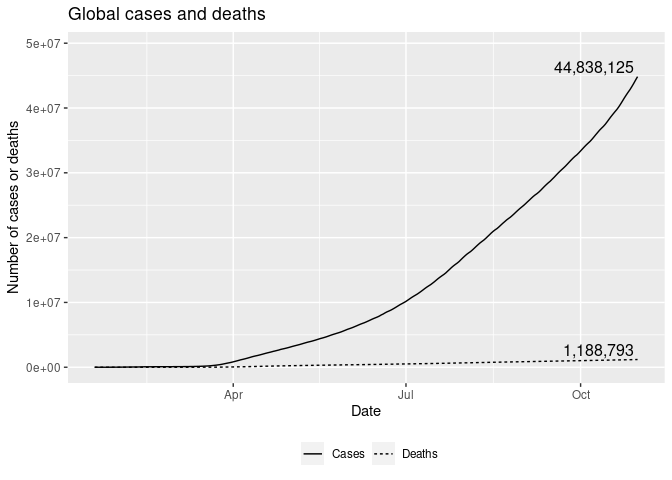 Global cases and deaths
5e+07
44,838,125
4e+07
3e+07
Number of cases or deaths
2e+07
1e+07
1,188,793
0e+00
Apr Jul Oct
Date
Cases Deaths